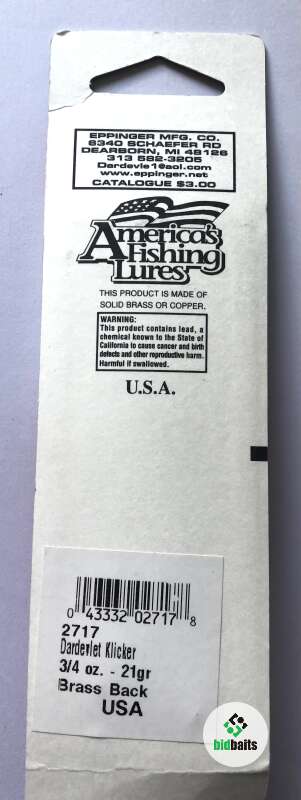 EPPINGER MFG. CO.
6340 SCHAEFER RD
DEARBORN, MI 48126
313 582-3205
Dardevle1@aol.com
www.eppinger.net
CATALOGUE $3.00
America's
Fishing
Lures
THIS PRODUCT IS MADE OF
SOLID BRASS OR COPPER.
WARNING:
This product contains lead, a
chemical known to the State of
California to cause cancer and birth
defects and other reproductive harm.
Harmful if swallowed.
U.S.A.
0 43332 02717 8
2717
Dardevlet Klicker
3/4 oz. - 21gr
Brass Back
USA
bidbaits